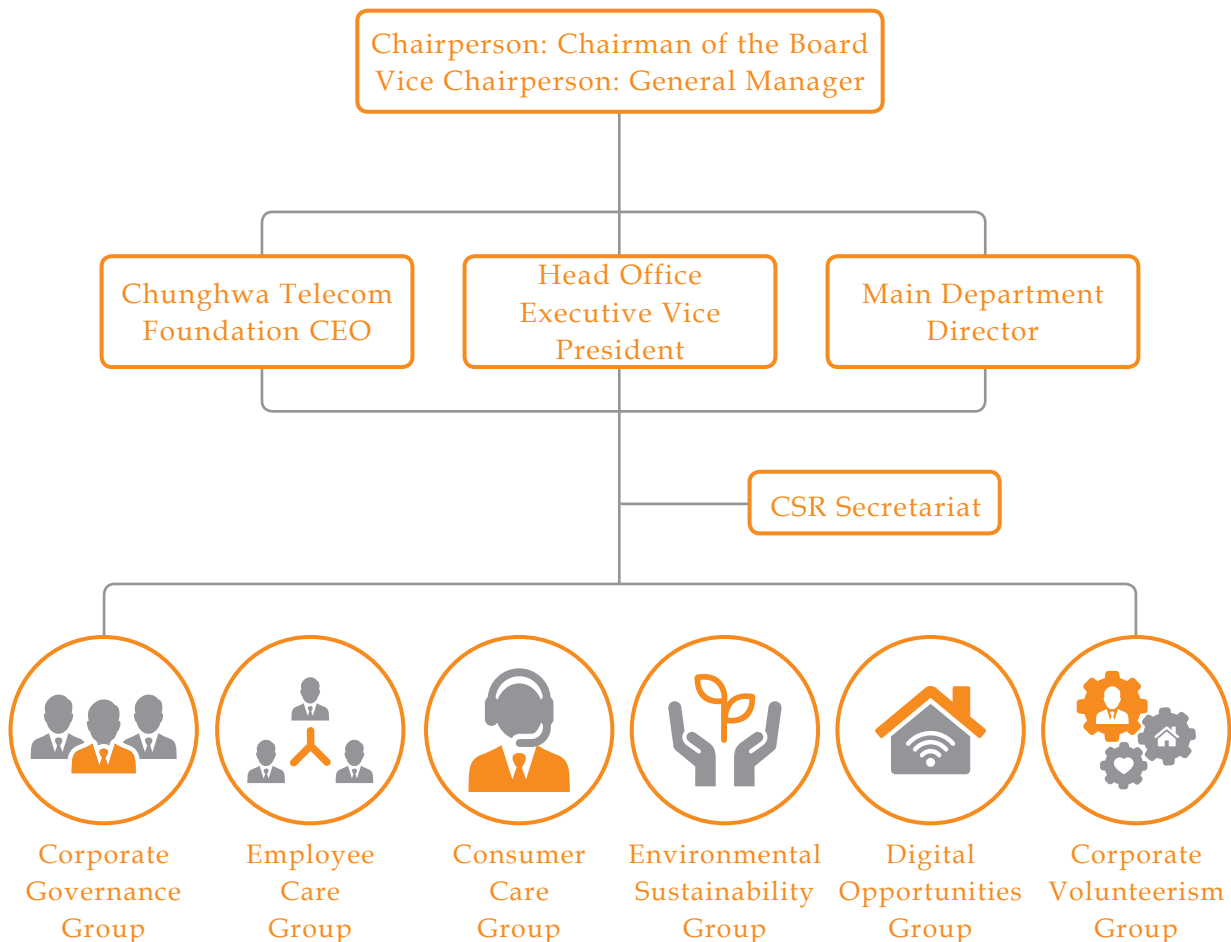 Chairperson: Chairman of the Board
Vice Chairperson: General Manager
Chunghwa Telecom
Foundation CEO
Head Office
Executive Vice
President
Main Department
Director
CSR Secretariat
Corporate
Governance
Group
Employee
Care
Group
Consumer
Care
Group
Environmental
Sustainability
Group
Digital
Opportunities
Group
Corporate
Volunteerism
Group